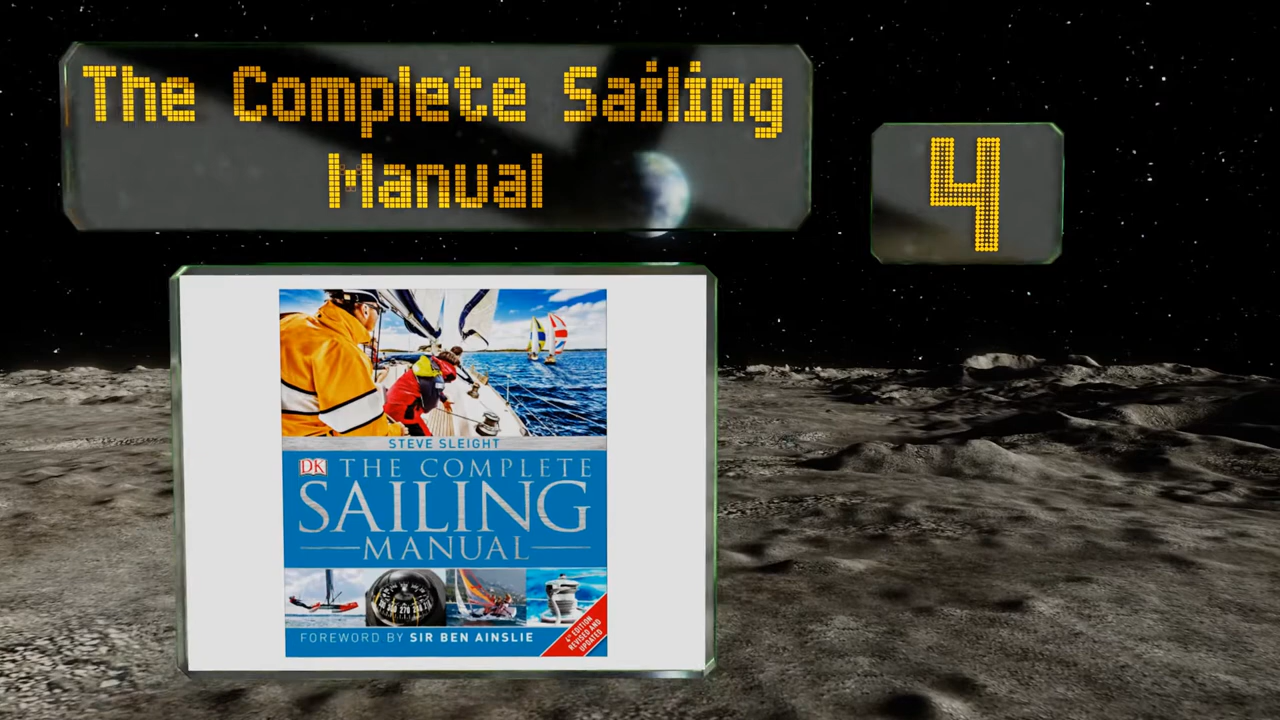 The Complete Sailing
Manual
4
STEVE SLEIGHT
DK THE COMPLETE
SAILING
MANUAL
FOREWORD BY SIR BEN AINSLIE
4TH EDITION
REVISED AND
UPDATED